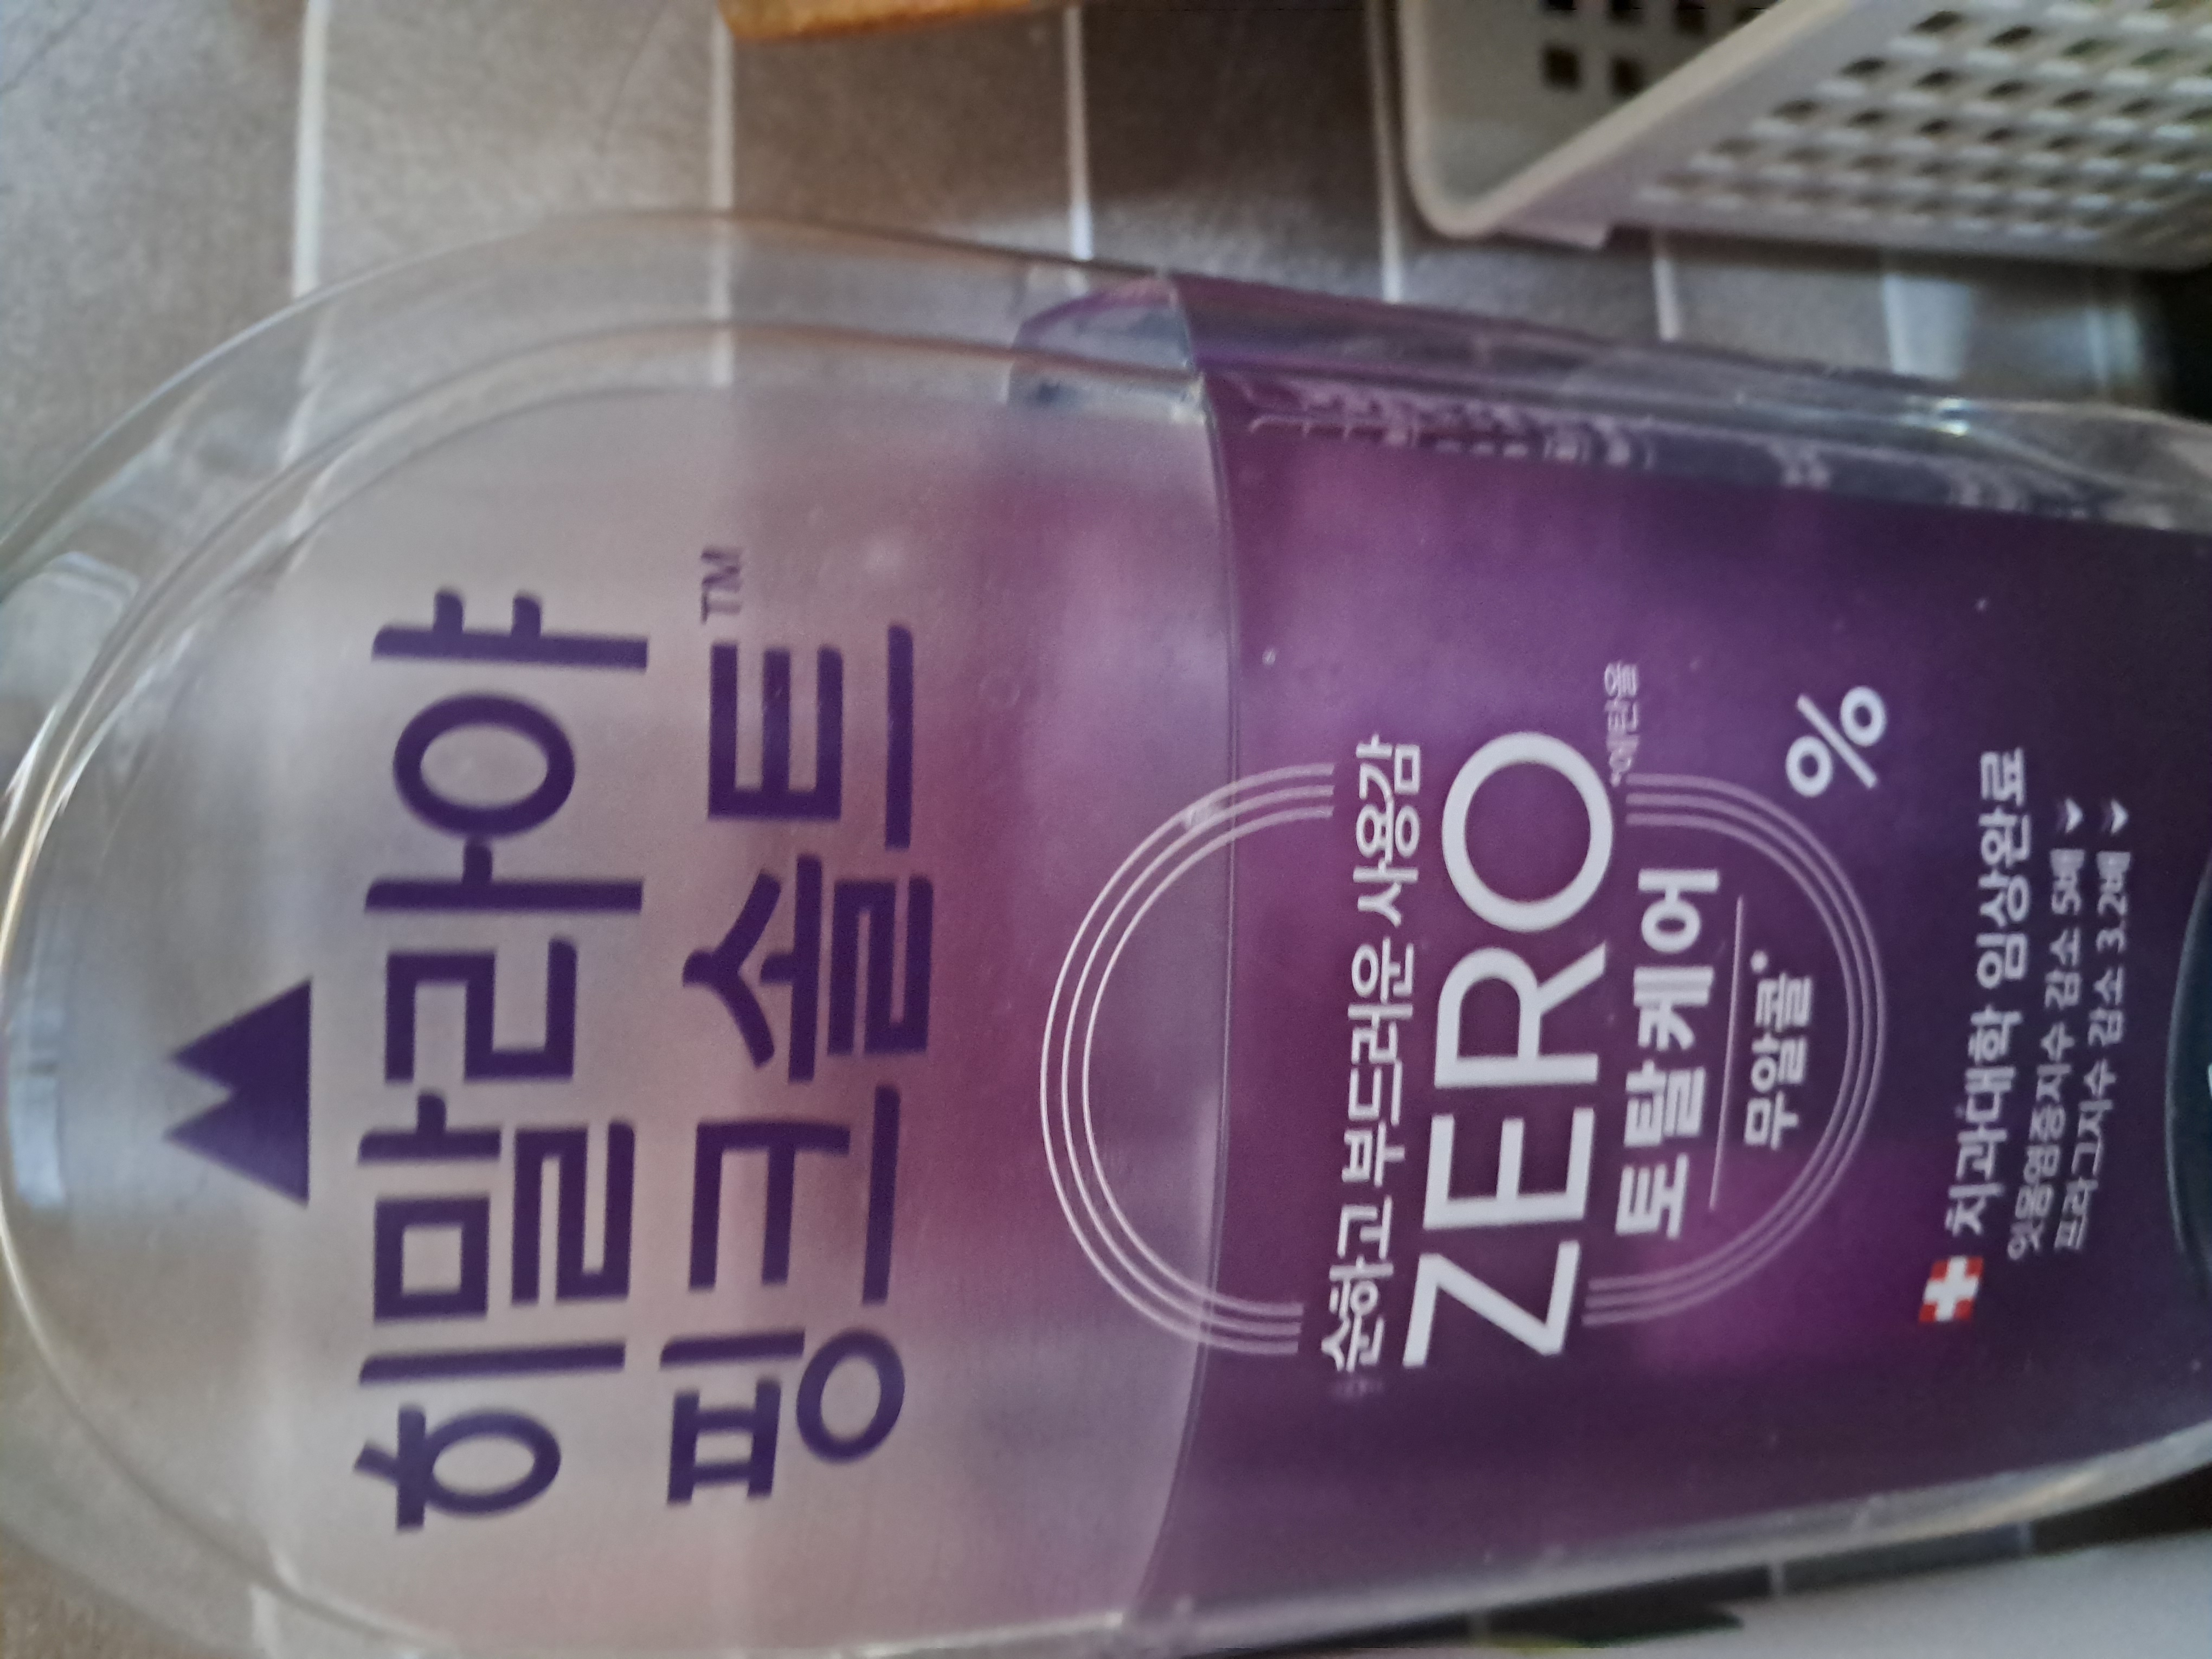 히말라야
핑크솔트™
순하고 부드러운 사용감
ZERO
*에탄올
토탈케어
무알콜*
%
치과대학 임상완료
잇몸염증지수 감소 5배
프라그지수 감소 3.2배